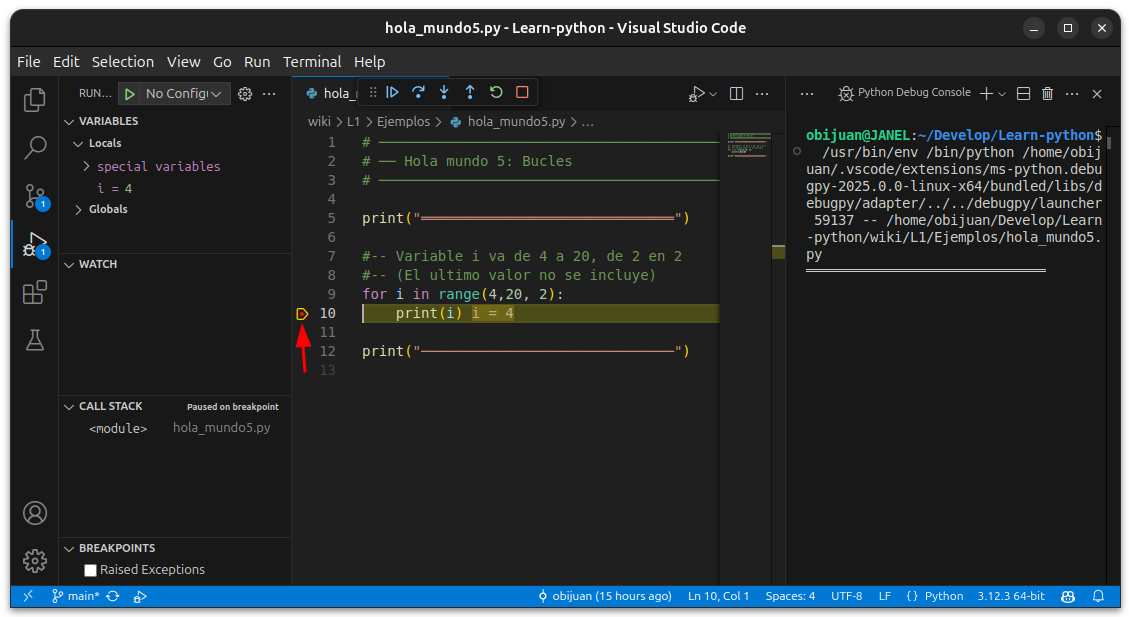 hola_mundo5.py - Learn-python - Visual Studio Code
File Edit Selection View Go Run Terminal Help
RUN... No Configu
VARIABLES
Locals
special variables
i = 4
Globals
WATCH
CALL STACK Paused on breakpoint
<module> hola_mundo5.py
BREAKPOINTS
Raised Exceptions
hola_
wiki > L1 > Ejemplos > hola_mundo5.py > ...
1 # ────────────────────────────────────────
2 # ── Hola mundo 5: Bucles
3 # ────────────────────────────────────────
4
5 print("══════════════════════════════")
6
7 #-- Variable i va de 4 a 20, de 2 en 2
8 #-- (El ultimo valor no se incluye)
9 for i in range(4,20, 2):
10 print(i) i = 4
11
12 print("──────────────────────────────")
13
Python Debug Console
obijuan@JANEL:~/Develop/Learn-python$
/usr/bin/env /bin/python /home/obij
uan/.vscode/extensions/ms-python.debu
gpy-2025.0.0-linux-x64/bundled/libs/d
ebugpy/adapter/../../debugpy/launcher
59137 -- /home/obijuan/Develop/Learn
-python/wiki/L1/Ejemplos/hola_mundo5.
py
══════════════════════════════
1
1
main* obijuan (15 hours ago) Ln 10, Col 1 Spaces: 4 UTF-8 LF { } Python 3.12.3 64-bit